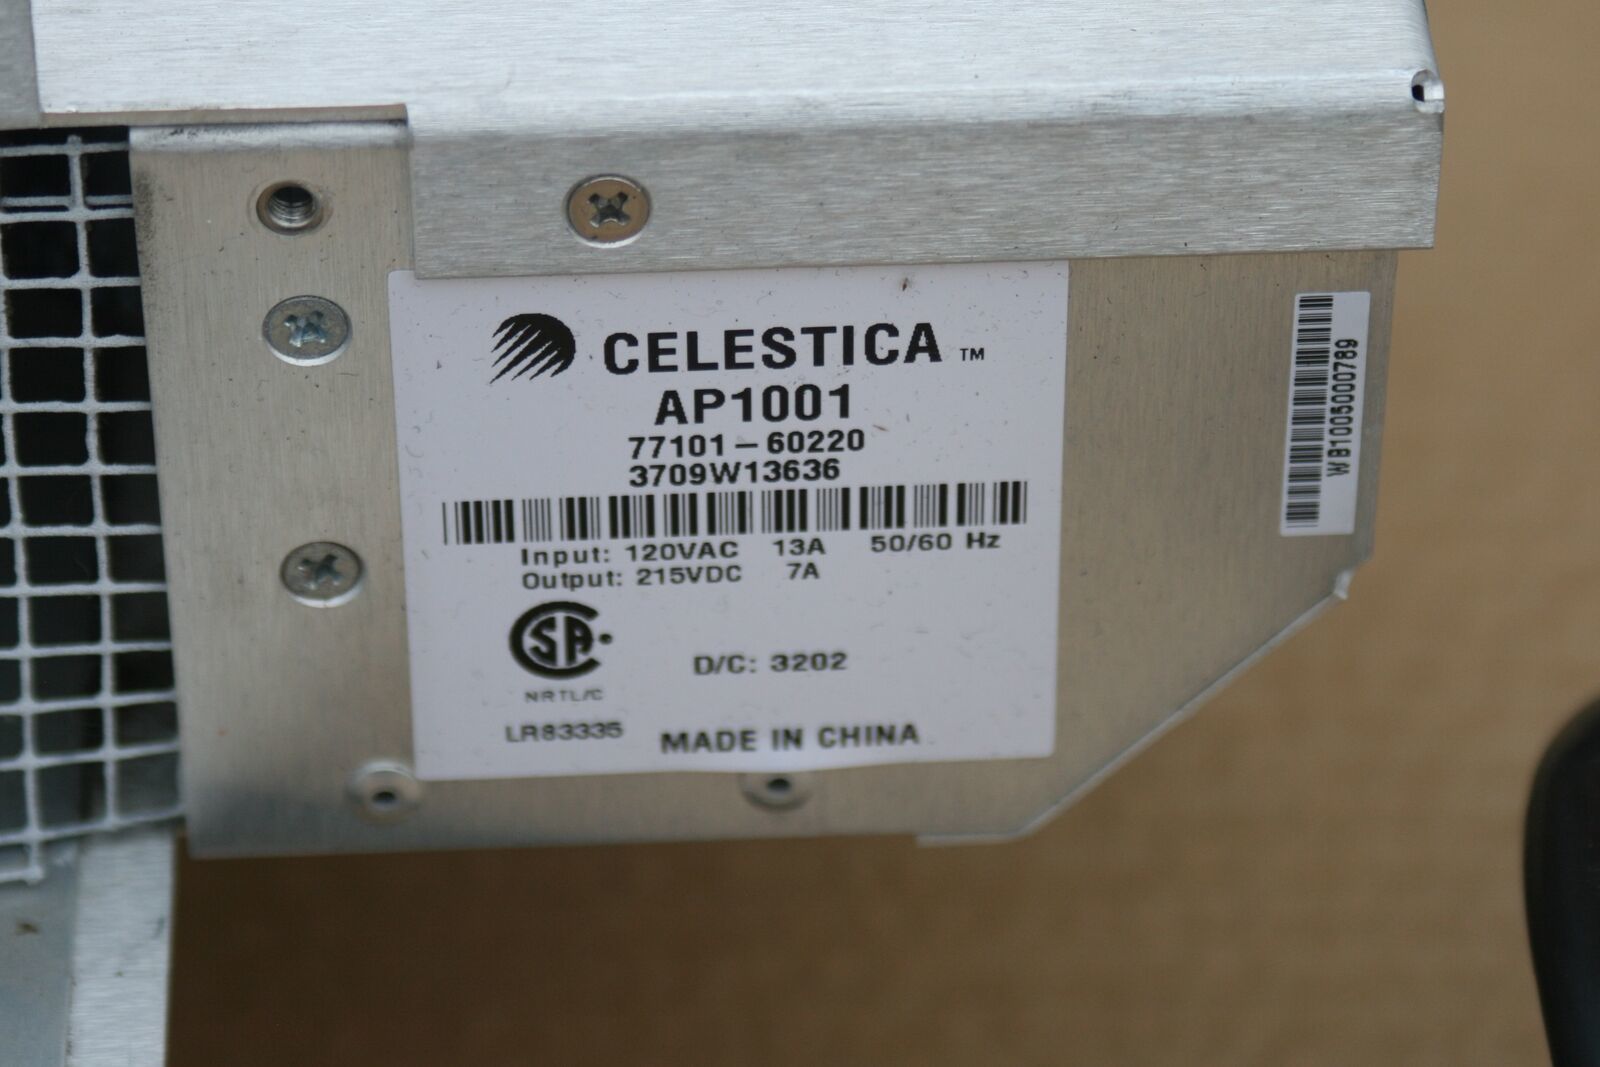 CELESTICA ™
AP1001
77101-60220
3709W13636
Input: 120VAC 13A 50/60 Hz
Output: 215VDC 7A
CSA
NRTL/C
D/C: 3202
LR83335
MADE IN CHINA
WB1005000789